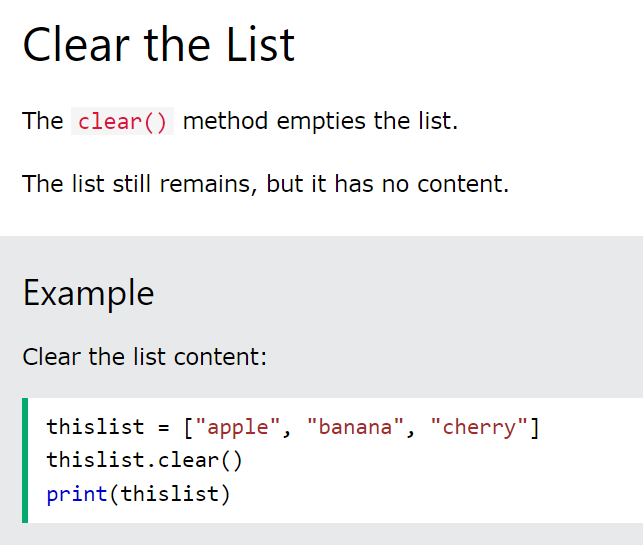 Clear the List
The clear() method empties the list.
The list still remains, but it has no content.
Example
Clear the list content:
thislist = ["apple", "banana", "cherry"]
thislist.clear()
print(thislist)